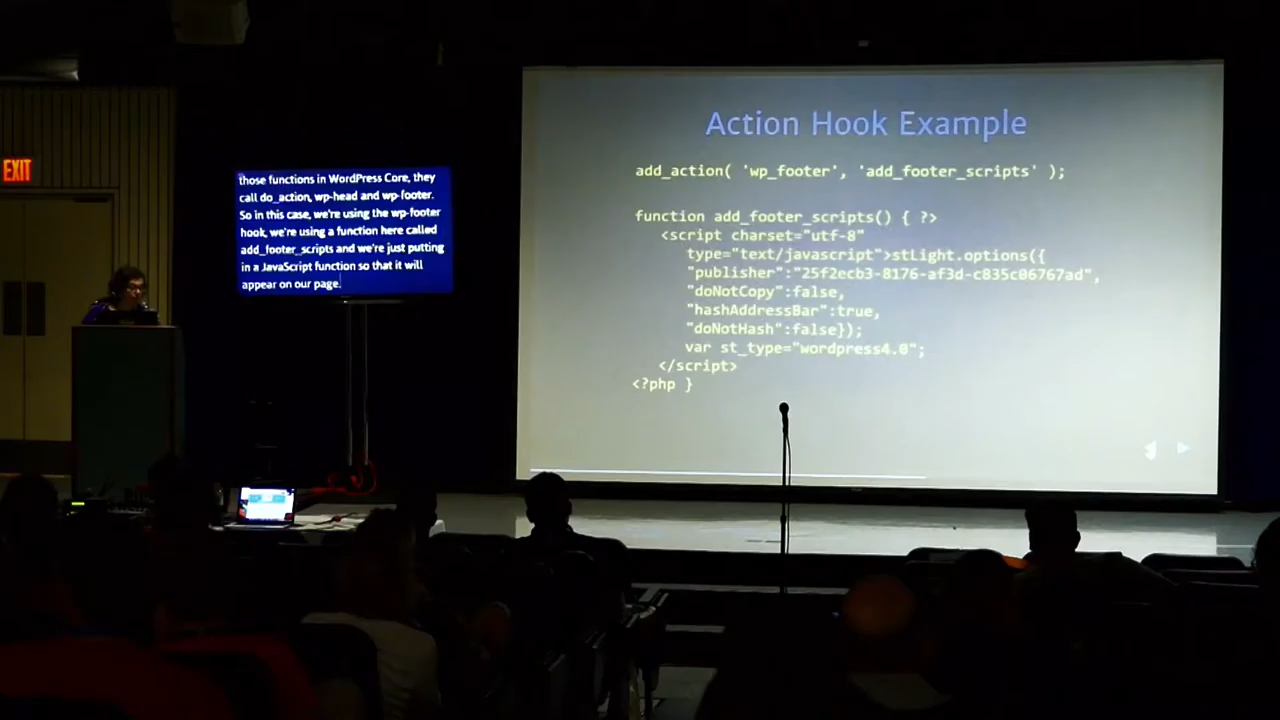 EXIT
those functions in WordPress Core, they
call do_action, wp-head and wp-footer.
So in this case, we're using the wp-footer
hook, we're using a function here called
add_footer_scripts and we're just putting
in a JavaScript function so that it will
appear on our page.
Action Hook Example
add_action( 'wp_footer', 'add_footer_scripts' );
function add_footer_scripts() { ?>
<script charset="utf-8"
type="text/javascript">stLight.options({
"publisher":"25f2ecb3-8176-af3d-c835c06767ad",
"doNotCopy":false,
"hashAddressBar":true,
"doNotHash":false});
var st_type="wordpress4.0";
</script>
<?php }